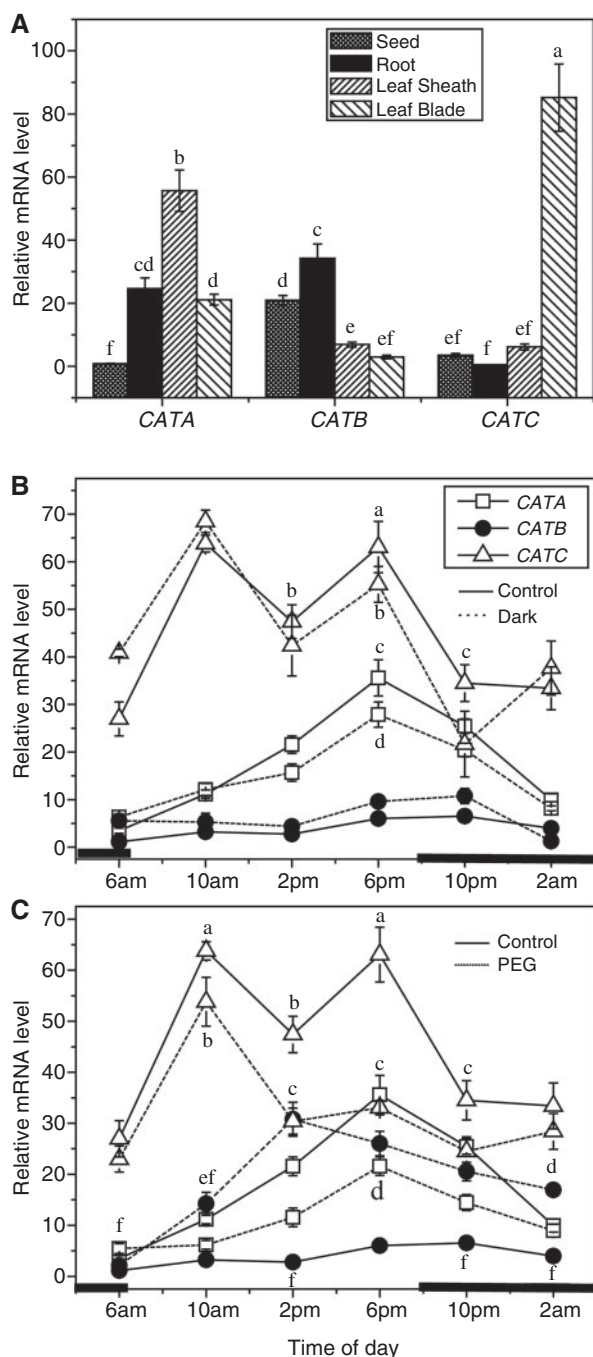 A
Relative mRNA level
100
80
60
40
20
0
Seed
Root
Leaf Sheath
Leaf Blade
f
cd
b
d
d
c
e
ef
ef
f
ef
a
CATA
CATB
CATC
B
Relative mRNA level
70
60
50
40
30
20
10
0
CATA
CATB
CATC
Control
Dark
a
b
b
c
d
c
6am
10am
2pm
6pm
10pm
2am
C
Relative mRNA level
70
60
50
40
30
20
10
0
Control
PEG
a
b
b
a
c
c
c
d
d
ef
f
f
f
f
6am
10am
2pm
6pm
10pm
2am
Time of day